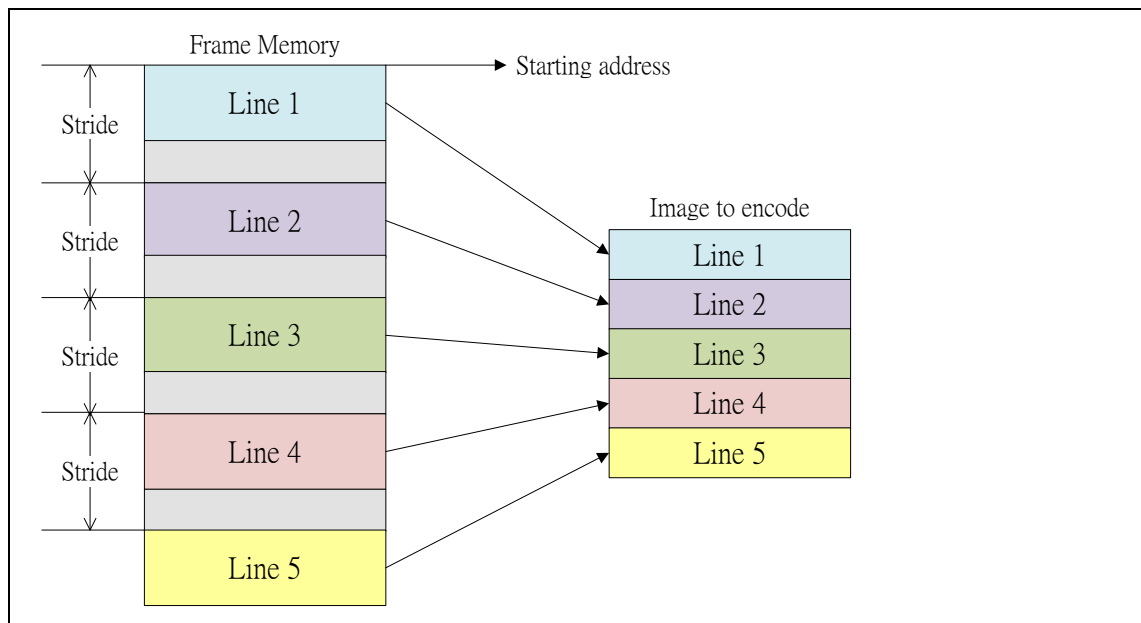 Frame Memory
Starting address
Line 1
Stride
Line 2
Stride
Line 3
Stride
Line 4
Stride
Line 5
Image to encode
Line 1
Line 2
Line 3
Line 4
Line 5